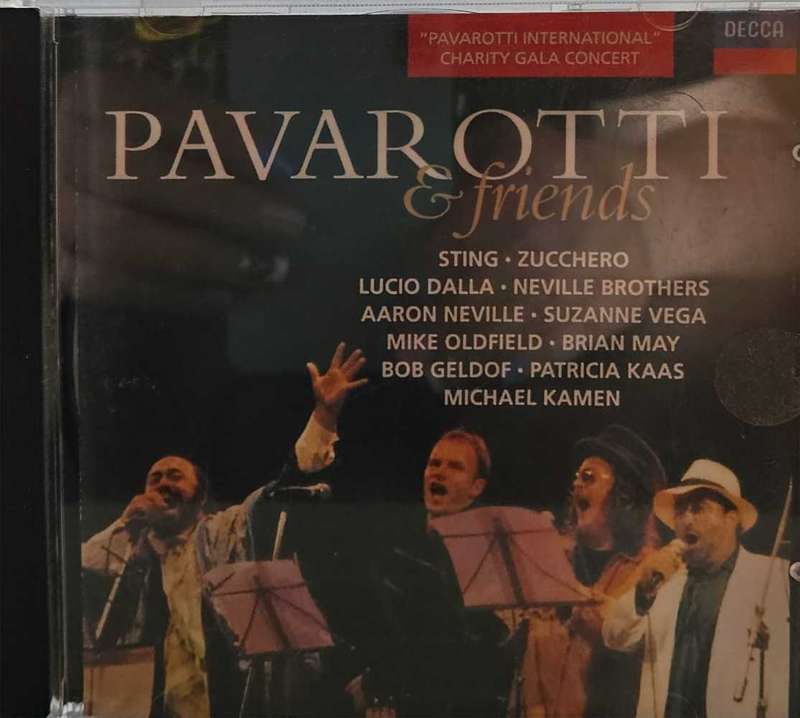 "PAVAROTTI INTERNATIONAL"
CHARITY GALA CONCERT
DECCA
PAVAROTTI
& friends
STING · ZUCCHERO
LUCIO DALLA · NEVILLE BROTHERS
AARON NEVILLE · SUZANNE VEGA
MIKE OLDFIELD · BRIAN MAY
BOB GELDOF · PATRICIA KAAS
MICHAEL KAMEN